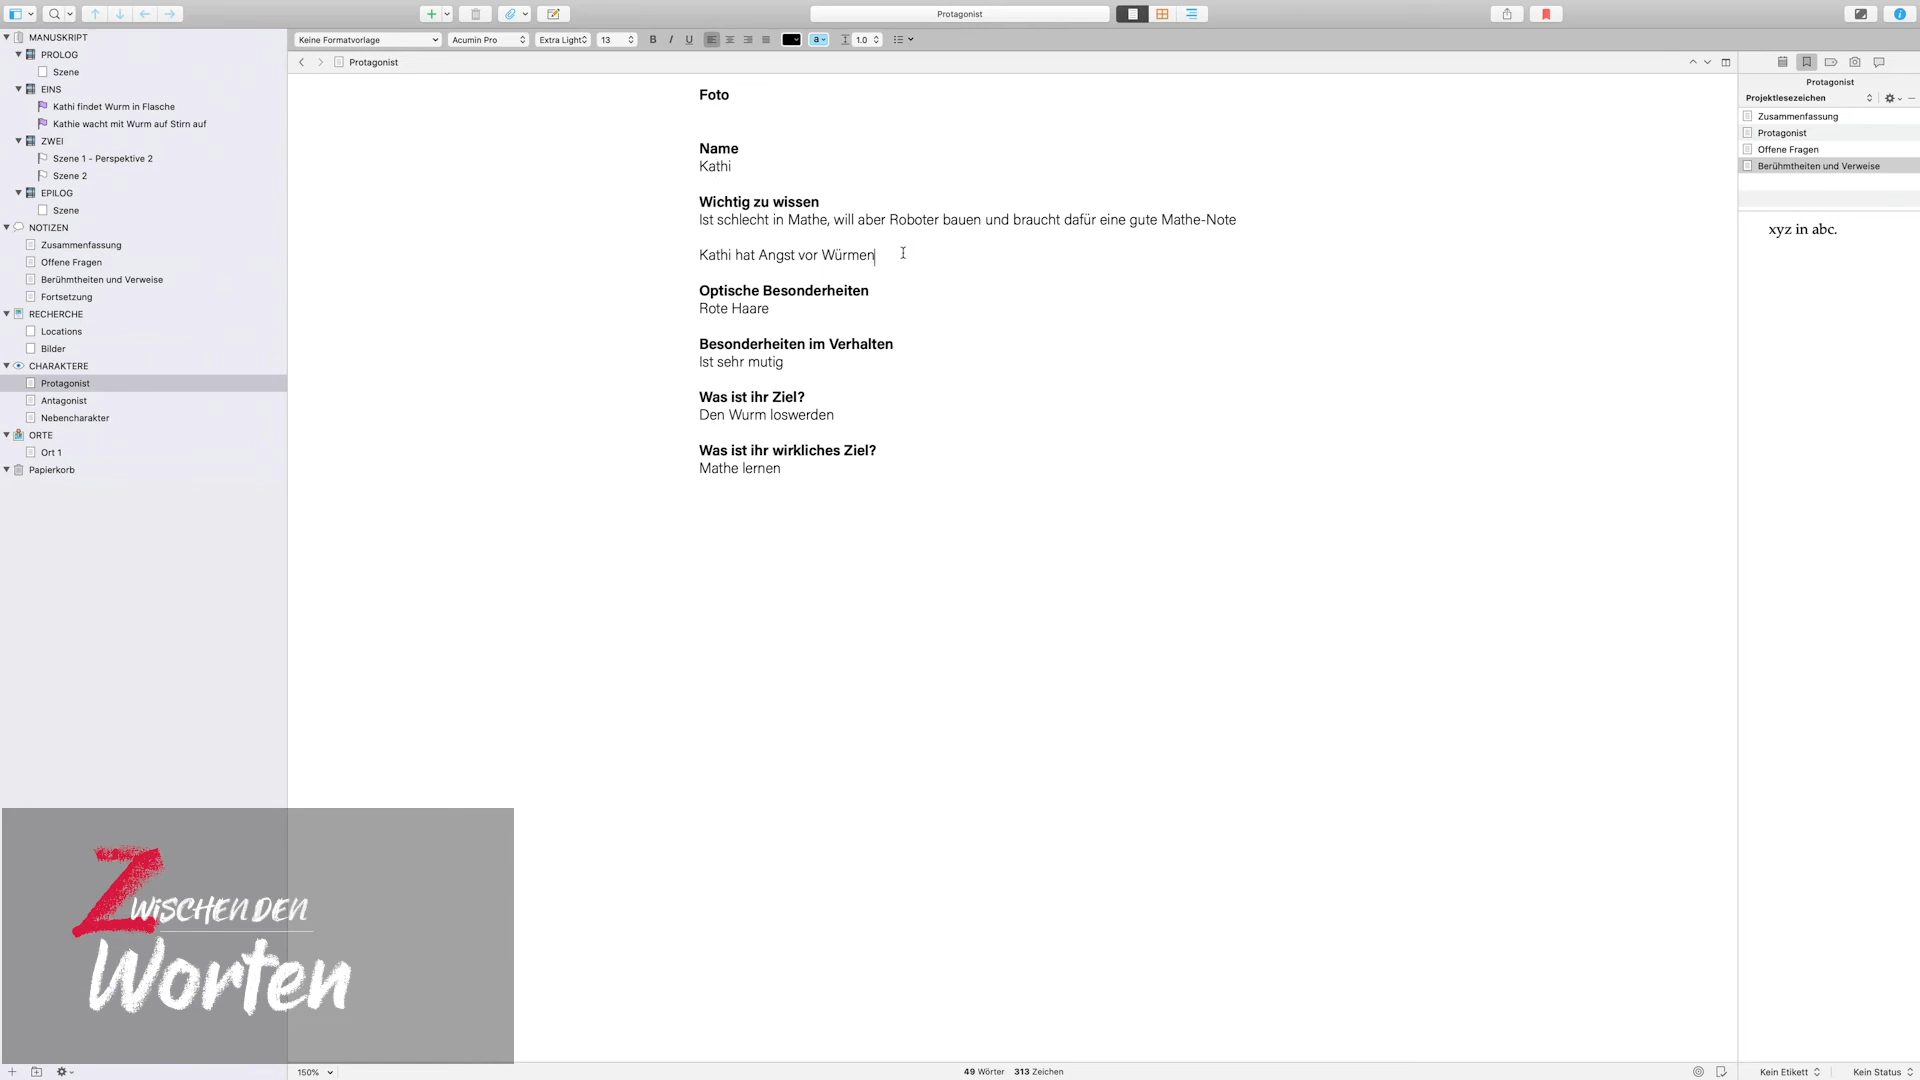 Protagonist
Keine Formatvorlage
Acumin Pro
Extra Light
13
B I U
a
1.0
MANUSKRIPT
PROLOG
Szene
EINS
Kathi findet Wurm in Flasche
Kathie wacht mit Wurm auf Stirn auf
ZWEI
Szene 1 - Perspektive 2
Szene 2
EPILOG
Szene
NOTIZEN
Zusammenfassung
Offene Fragen
Berühmtheiten und Verweise
Fortsetzung
RECHERCHE
Locations
Bilder
CHARAKTERE
Protagonist
Antagonist
Nebencharakter
ORTE
Ort 1
Papierkorb
Protagonist
Foto
Name
Kathi
Wichtig zu wissen
Ist schlecht in Mathe, will aber Roboter bauen und braucht dafür eine gute Mathe-Note
Kathi hat Angst vor Würmen
Optische Besonderheiten
Rote Haare
Besonderheiten im Verhalten
Ist sehr mutig
Was ist ihr Ziel?
Den Wurm loswerden
Was ist ihr wirkliches Ziel?
Mathe lernen
Protagonist
Projektlesezeichen
Zusammenfassung
Protagonist
Offene Fragen
Berühmtheiten und Verweise
xyz in abc.
ZWISCHEN DEN
Worten
150%
49 Wörter 313 Zeichen
Kein Etikett
Kein Status